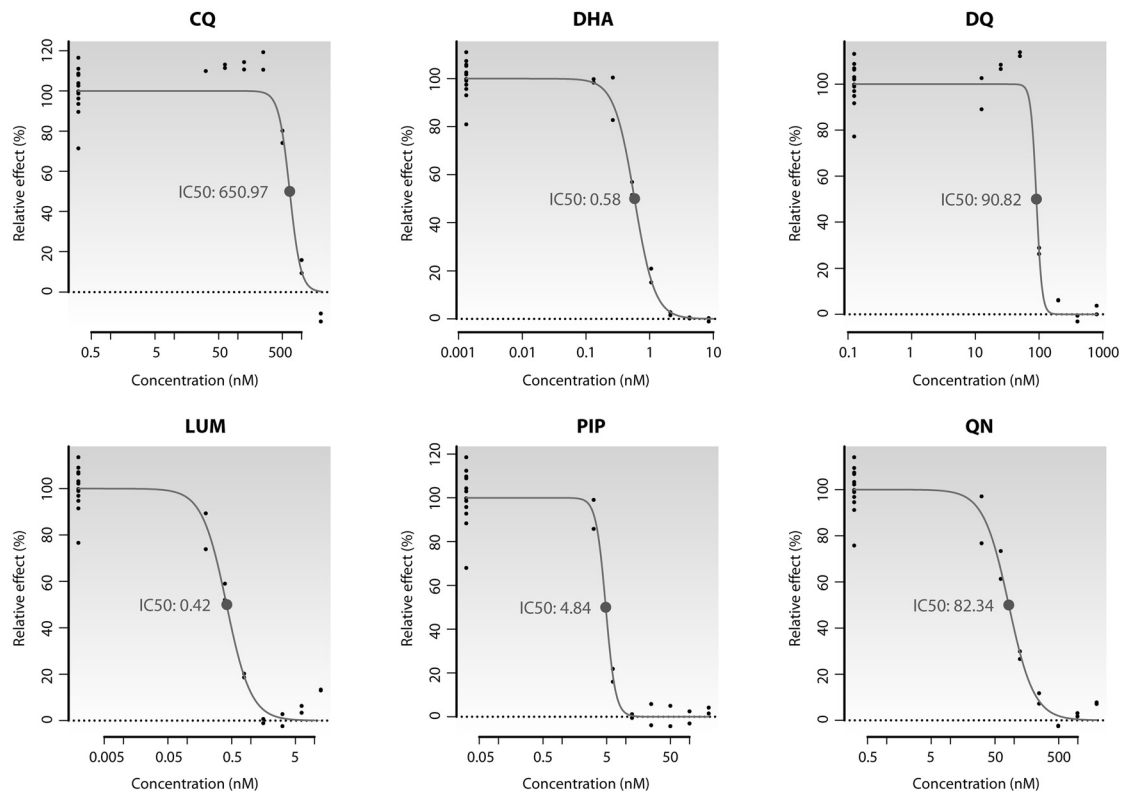 CQ
120
100
80
60
40
20
0
Relative effect (%)
IC50: 650.97
0.5 5 50 500
Concentration (nM)
DHA
100
80
60
40
20
0
Relative effect (%)
IC50: 0.58
0.001 0.01 0.1 1 10
Concentration (nM)
DQ
100
80
60
40
20
0
Relative effect (%)
IC50: 90.82
0.1 1 10 100 1000
Concentration (nM)
LUM
100
80
60
40
20
0
Relative effect (%)
IC50: 0.42
0.005 0.05 0.5 5
Concentration (nM)
PIP
120
100
80
60
40
20
0
Relative effect (%)
IC50: 4.84
0.05 0.5 5 50
Concentration (nM)
QN
100
80
60
40
20
0
Relative effect (%)
IC50: 82.34
0.5 5 50 500
Concentration (nM)